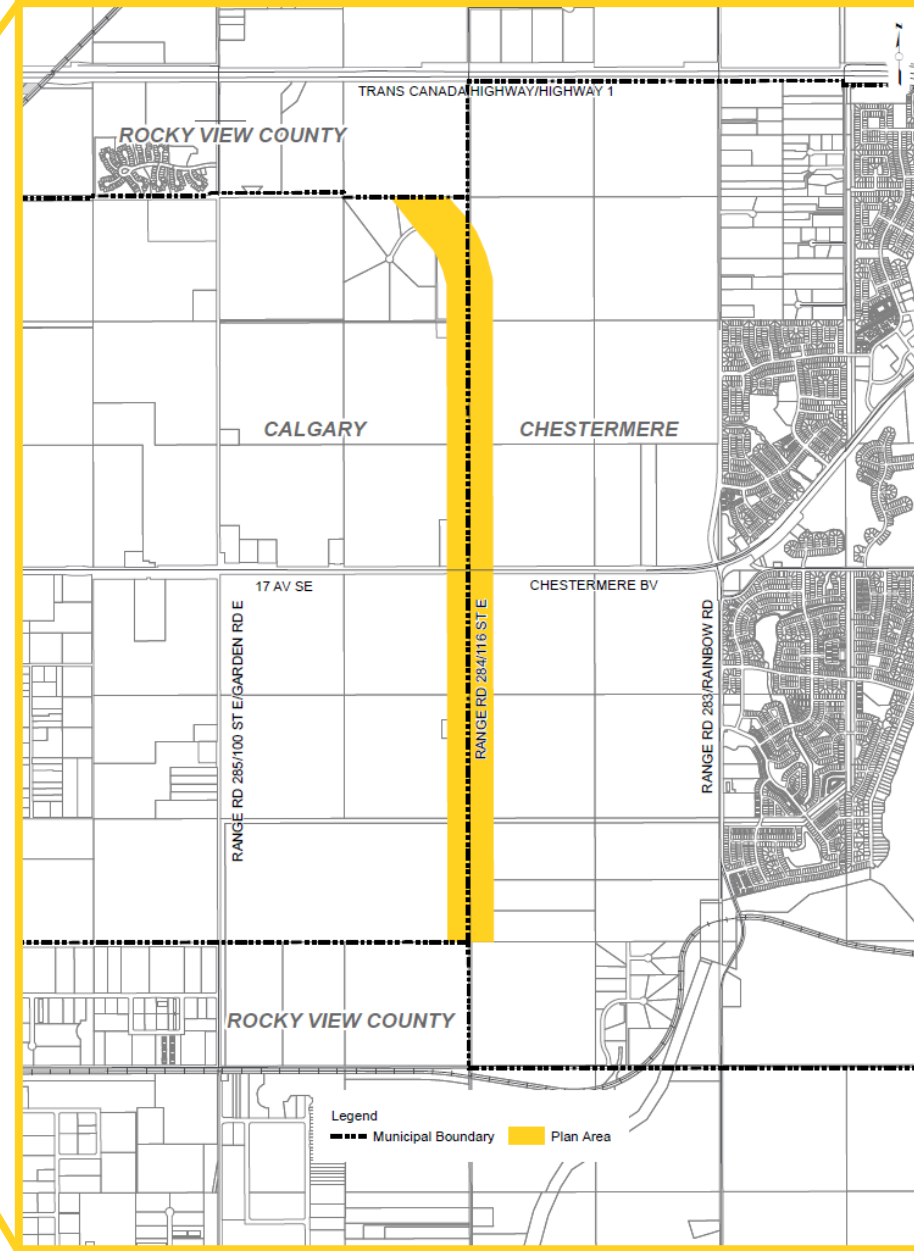 N
TRANS CANADA HIGHWAY/HIGHWAY 1
ROCKY VIEW COUNTY
CALGARY
CHESTERMERE
17 AV SE
CHESTERMERE BV
RANGE RD 285/100 ST E/GARDEN RD E
RANGE RD 284/116 ST E
RANGE RD 283/RAINBOW RD
ROCKY VIEW COUNTY
Legend
Municipal Boundary
Plan Area